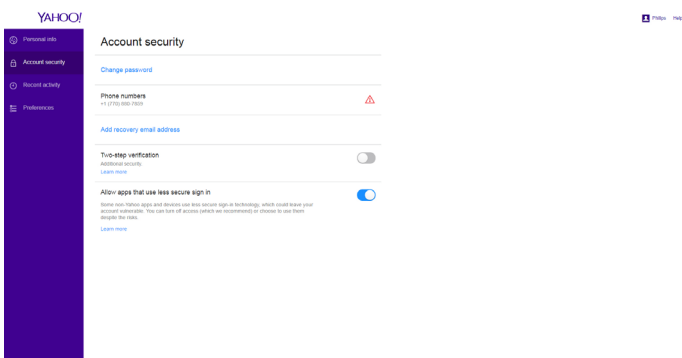 YAHOO!
Philips Help
Personal info
Account security
Recent activity
Preferences
Account security
Change password
Phone numbers
+1 (770)
Add recovery email address
Two-step verification
Additional security
Learn more
Allow apps that use less secure sign in
Some non-Yahoo apps and devices use less secure sign-in technology, which could leave your
account vulnerable. You can turn off access (which we recommend) or choose to use them
despite the risks.
Learn more